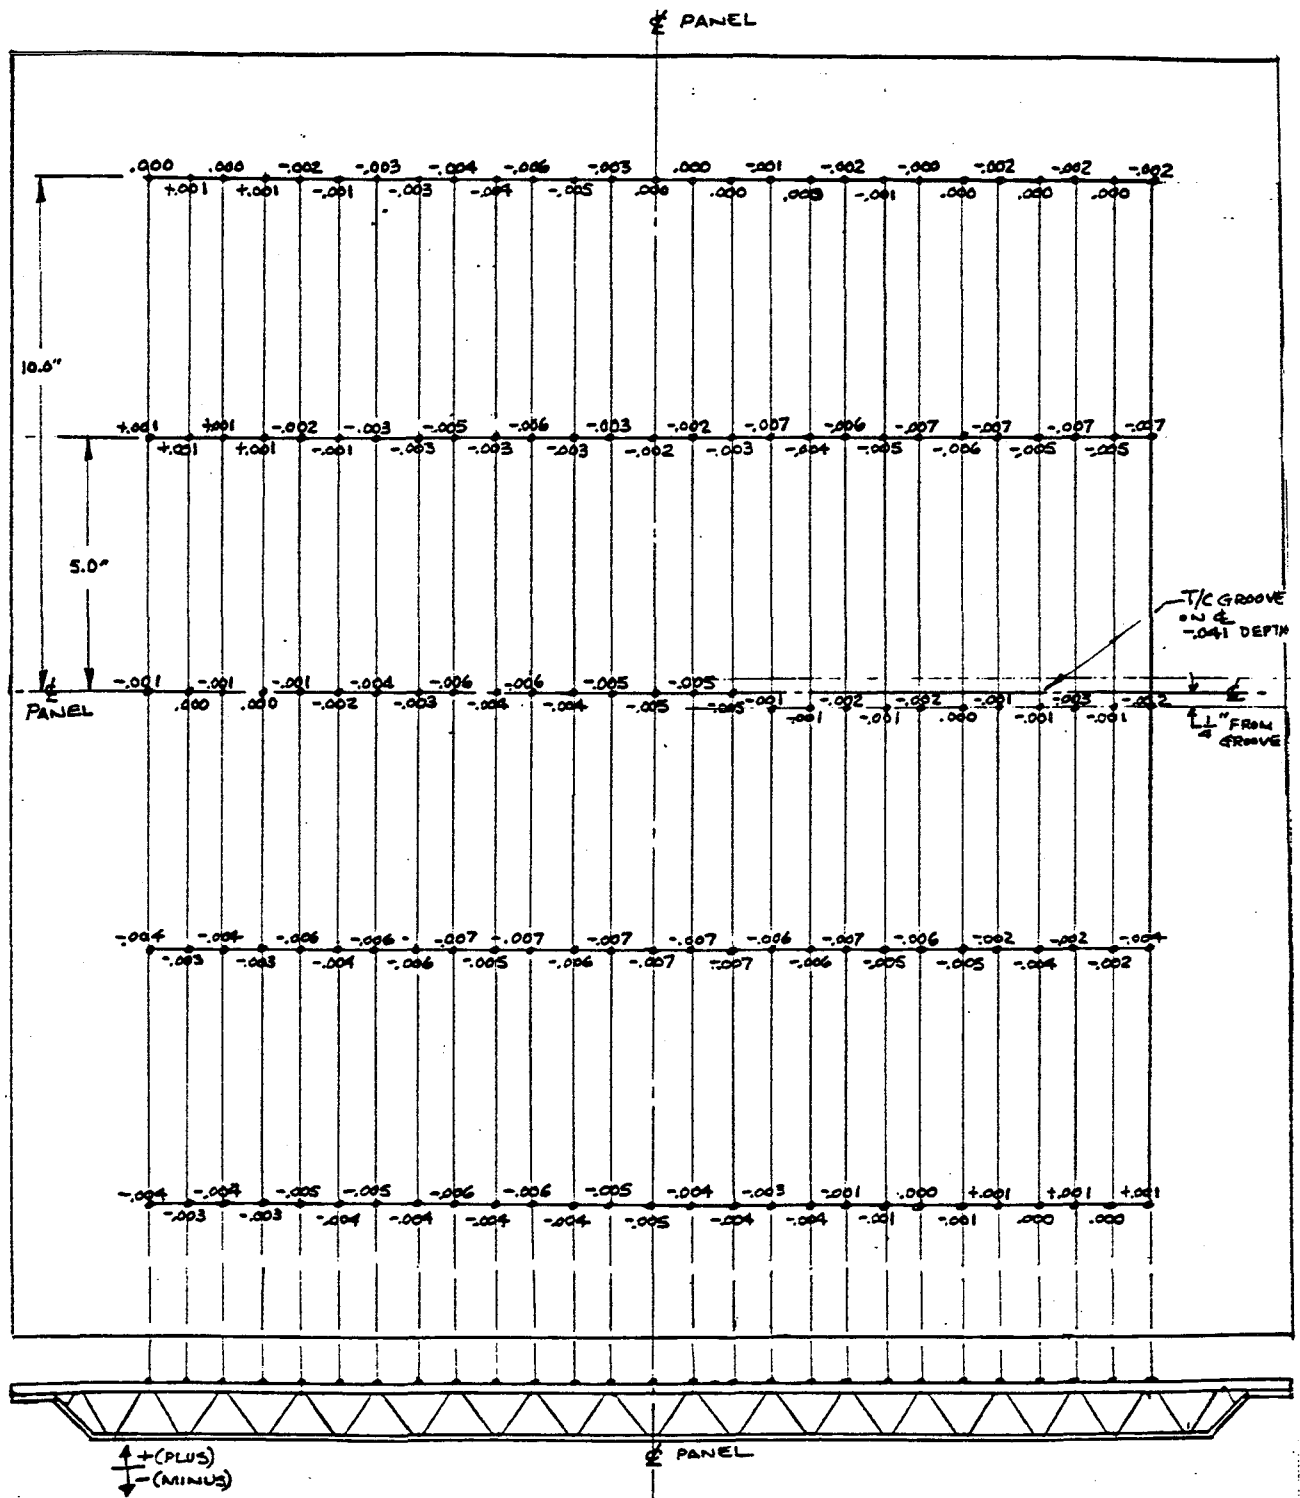 ℄ PANEL
.000 .000 -.002 -.003 -.004 -.006 -.003 .000 -.001 -.002 -.000 -.002 -.002 -.002
+.001 +.001 -.001 -.003 -.004 -.005 .000 .000 .003 -.001 .000 .000 .000
10.0"
+.001 +.001 -.002 -.003 -.005 -.006 -.003 -.002 -.007 -.006 -.007 -.007 -.007 -.007
+.001 +.001 -.001 -.003 -.003 -.003 -.002 -.003 -.004 -.005 -.006 -.005 -.005
5.0"
T/C GROOVE
ON ℄
-.041 DEPTH
-.001 -.001 -.001 -.004 -.006 -.006 -.005 -.005 ℄
℄
PANEL
.000 .000 -.002 -.003 -.004 -.004 -.005 -.005
-.001 -.002 -.002 -.001 -.003 -.002
-.001 -.001 .000 -.001 -.001
1/4" FROM
GROOVE
-.004 -.004 -.006 -.006 -.007 -.007 -.007 -.007 -.006 -.007 -.006 -.002 -.002 -.004
-.003 -.003 -.004 -.006 -.005 -.006 -.007 -.007 -.006 -.005 -.005 -.004 -.002
-.004 -.004 -.005 -.005 -.006 -.006 -.005 -.004 -.003 -.001 .000 +.001 +.001 +.001
-.003 -.003 -.004 -.004 -.004 -.004 -.005 -.004 -.004 -.001 -.001 .000 .000
℄ PANEL
+(PLUS)
-(MINUS)